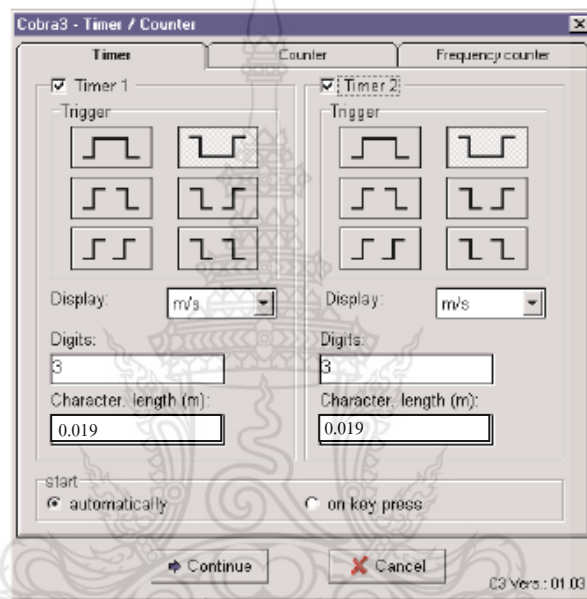 Cobra3 - Timer / Counter
Timer Counter Frequency counter
Timer 1
Trigger
Display: m/s
Digits:
3
Character. length (m):
0.019
Timer 2
Trigger
Display: m/s
Digits:
3
Character. length (m):
0.019
start
automatically on key press
Continue Cancel
C3 Vers.: 01.03